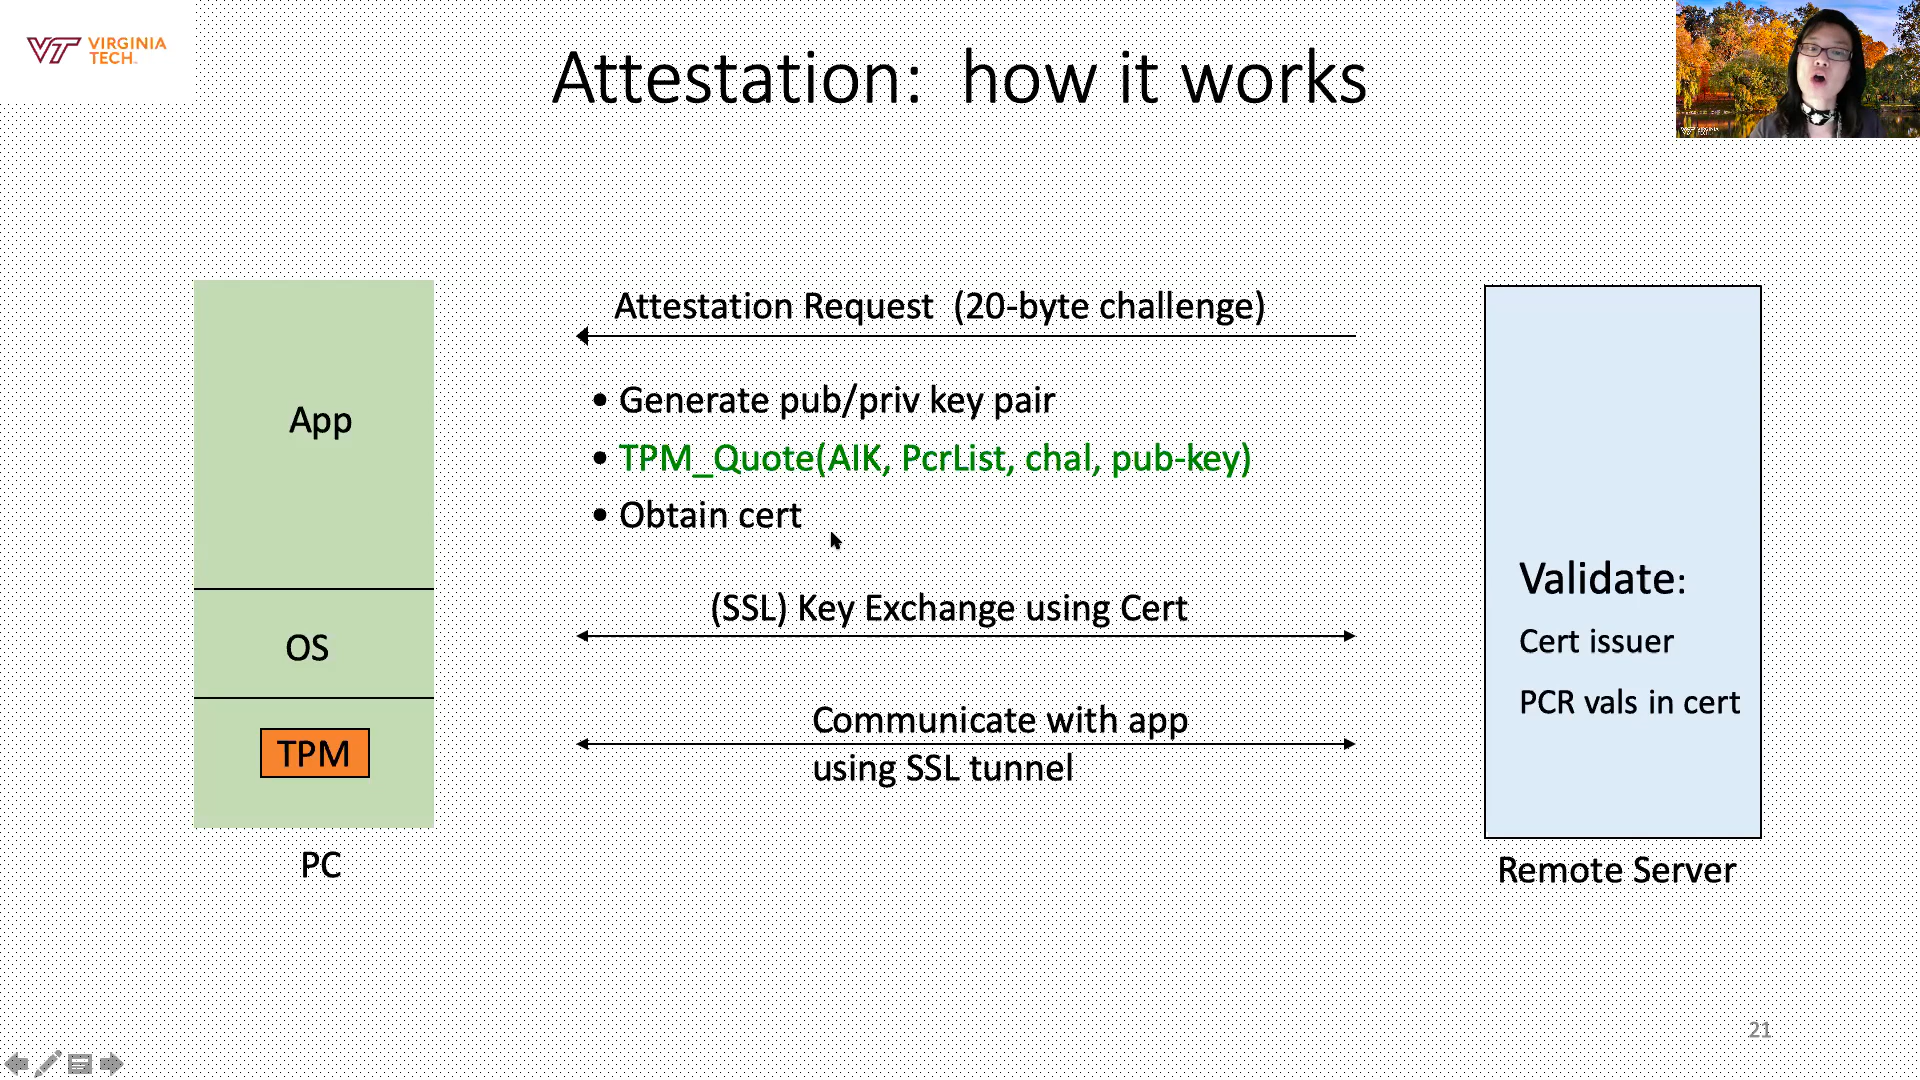 VIRGINIA
TECH.
Attestation: how it works
Attestation Request (20-byte challenge)
• Generate pub/priv key pair
• TPM_Quote(AIK, PcrList, chal, pub-key)
• Obtain cert
App
(SSL) Key Exchange using Cert
OS
Communicate with app
using SSL tunnel
TPM
PC
Validate:
Cert issuer
PCR vals in cert
Remote Server
21